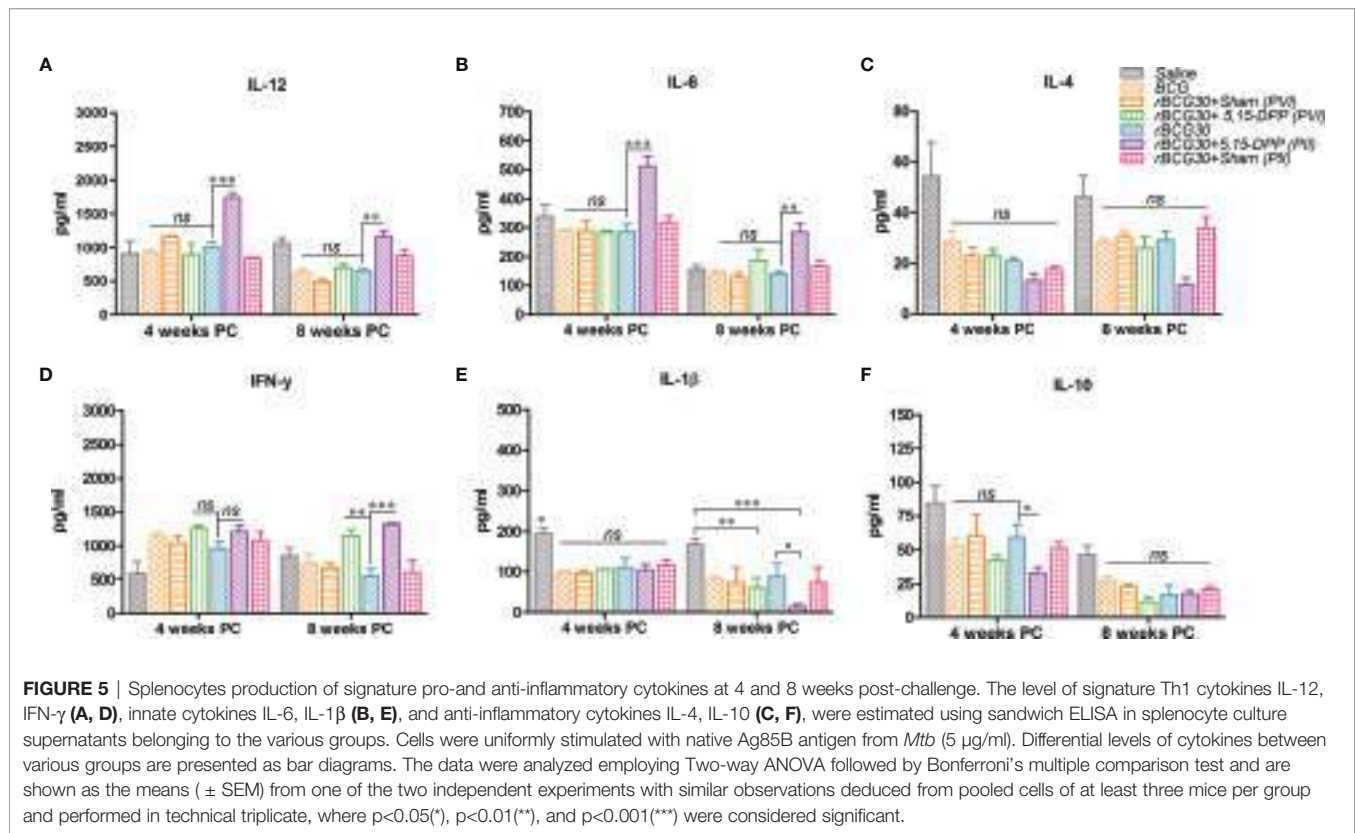 A
IL-12
pg/ml
3000
2500
2000
1500
1000
500
0
ns
***
ns
**
4 weeks PC
8 weeks PC
B
IL-6
pg/ml
700
600
500
400
300
200
100
0
ns
***
ns
**
4 weeks PC
8 weeks PC
C
IL-4
pg/ml
80
60
40
20
0
ns
ns
4 weeks PC
8 weeks PC
Saline
BCG
rBCG30+Sham (PVI)
rBCG30+ 5,15-DPP (PVI)
rBCG30
rBCG30+5,15-DPP (PII)
rBCG30+Sham (PII)
D
IFN-y
pg/ml
3000
2500
2000
1500
1000
500
0
ns
ns
**
***
4 weeks PC
8 weeks PC
E
IL-1β
pg/ml
500
400
300
200
100
0
*
ns
***
**
*
4 weeks PC
8 weeks PC
F
IL-10
pg/ml
150
125
100
75
50
25
0
ns
*
ns
4 weeks PC
8 weeks PC
FIGURE 5 | Splenocytes production of signature pro-and anti-inflammatory cytokines at 4 and 8 weeks post-challenge. The level of signature Th1 cytokines IL-12,
IFN-γ (A, D), innate cytokines IL-6, IL-1β (B, E), and anti-inflammatory cytokines IL-4, IL-10 (C, F), were estimated using sandwich ELISA in splenocyte culture
supernatants belonging to the various groups. Cells were uniformly stimulated with native Ag85B antigen from Mtb (5 µg/ml). Differential levels of cytokines between
various groups are presented as bar diagrams. The data were analyzed employing Two-way ANOVA followed by Bonferroni's multiple comparison test and are
shown as the means ( ± SEM) from one of the two independent experiments with similar observations deduced from pooled cells of at least three mice per group
and performed in technical triplicate, where p<0.05(*), p<0.01(**), and p<0.001(***) were considered significant.